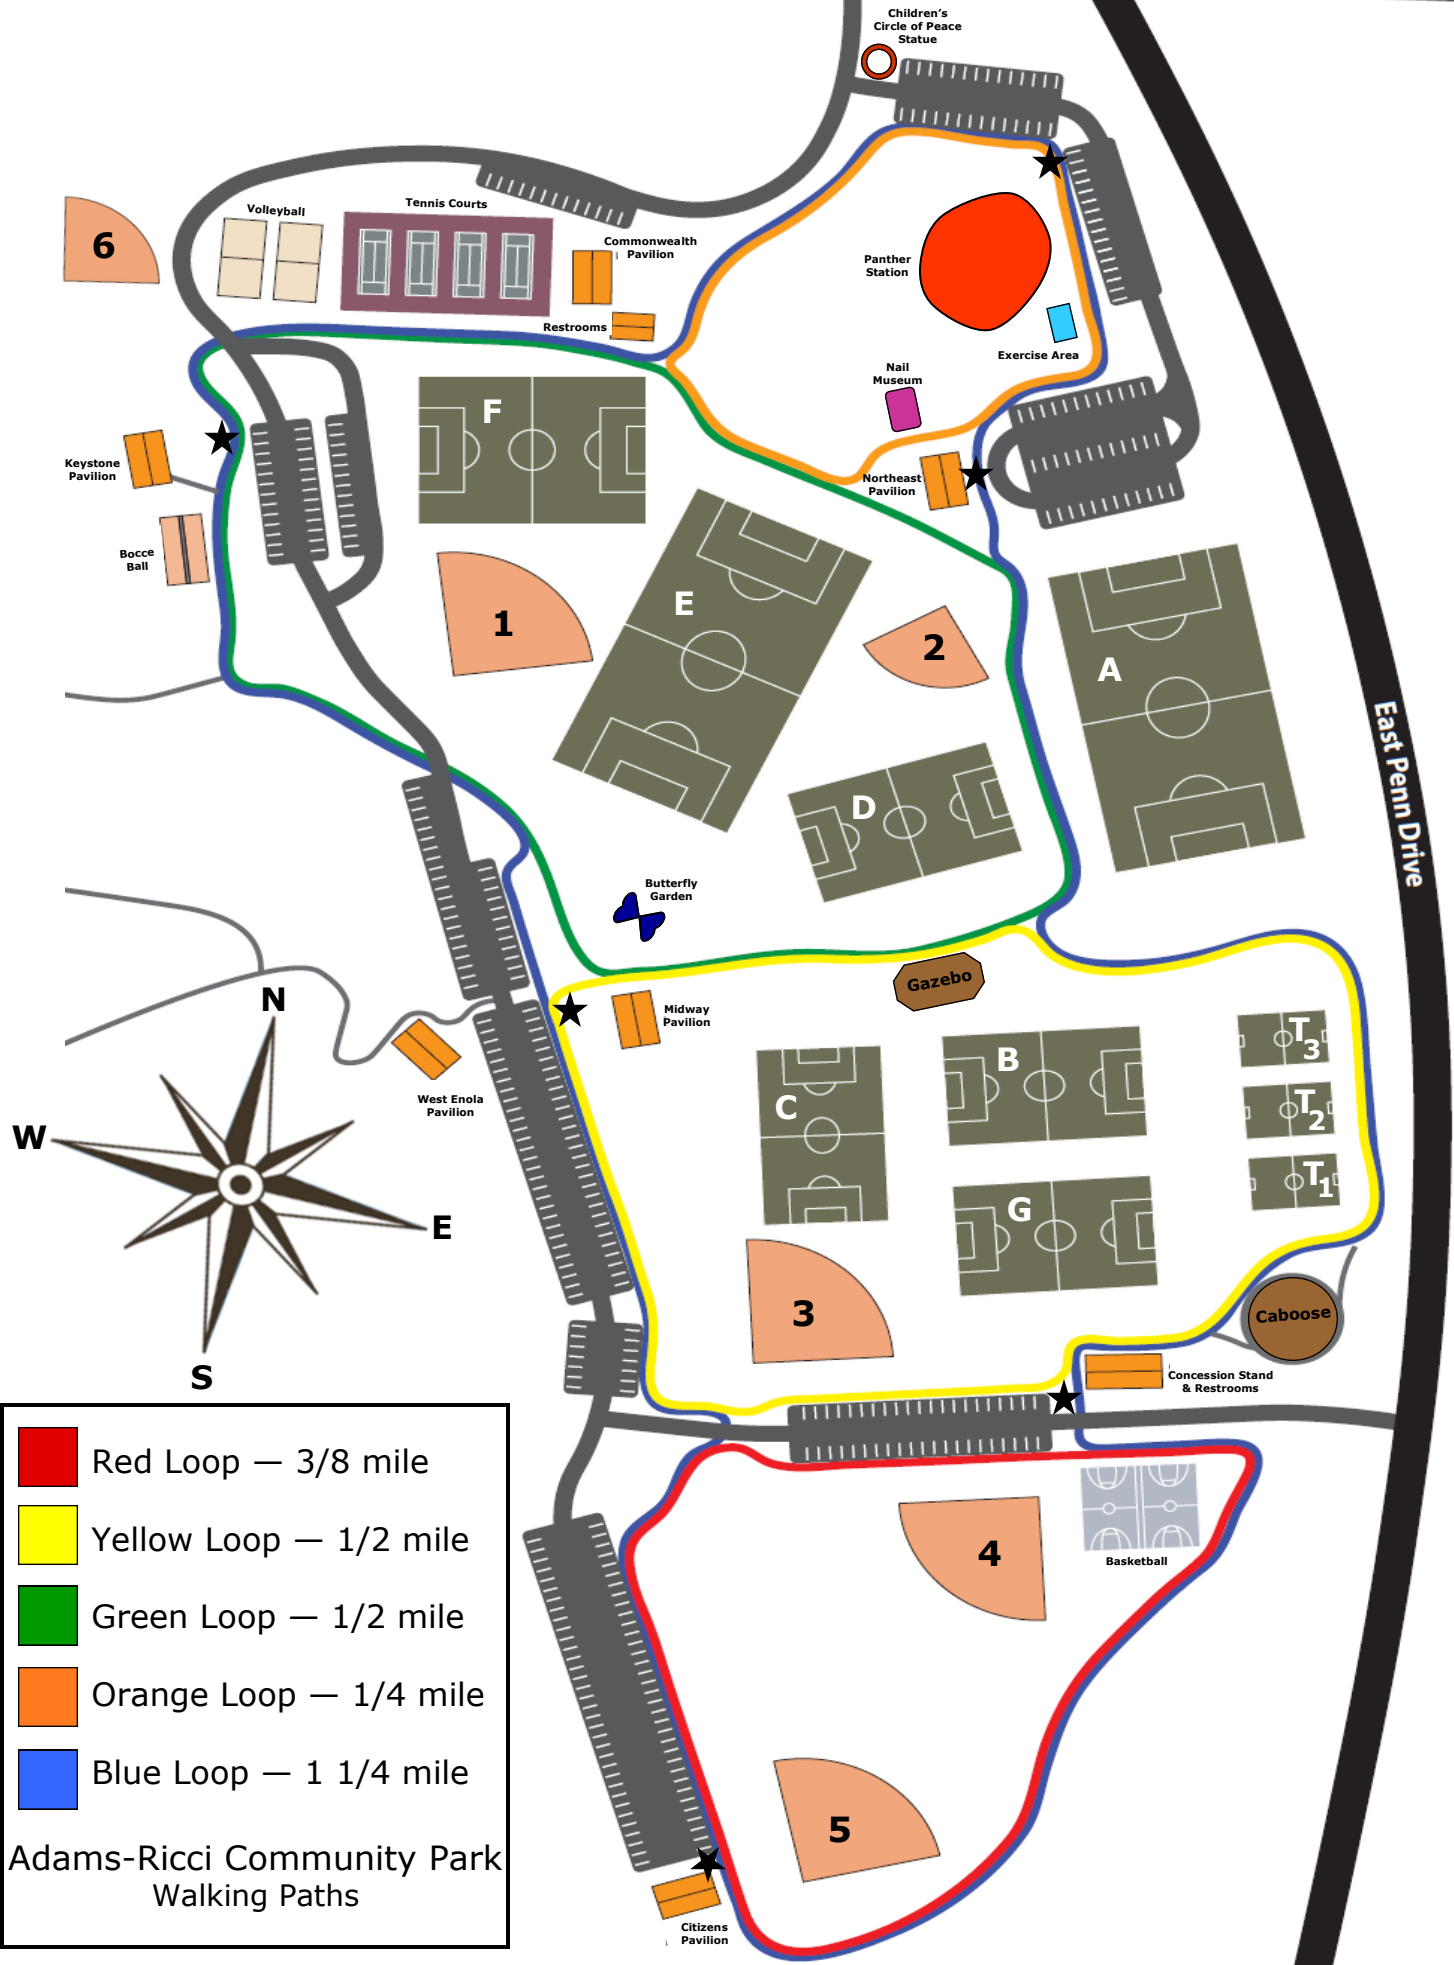 Children's
Circle of Peace
Statue
Volleyball
Tennis Courts
Commonwealth
Pavilion
6
Panther
Station
Restrooms
Exercise Area
Nail
Museum
F
Keystone
Pavilion
Northeast
Pavilion
Bocce
Ball
E
1
2
A
East Penn Drive
D
Butterfly
Garden
Gazebo
N
Midway
Pavilion
T3
B
West Enola
Pavilion
C
T2
W
T1
E
G
3
Caboose
S
Concession Stand
& Restrooms
Red Loop — 3/8 mile
Yellow Loop — 1/2 mile
4
Basketball
Green Loop — 1/2 mile
Orange Loop — 1/4 mile
Blue Loop — 1 1/4 mile
5
Adams-Ricci Community Park
Walking Paths
Citizens
Pavilion